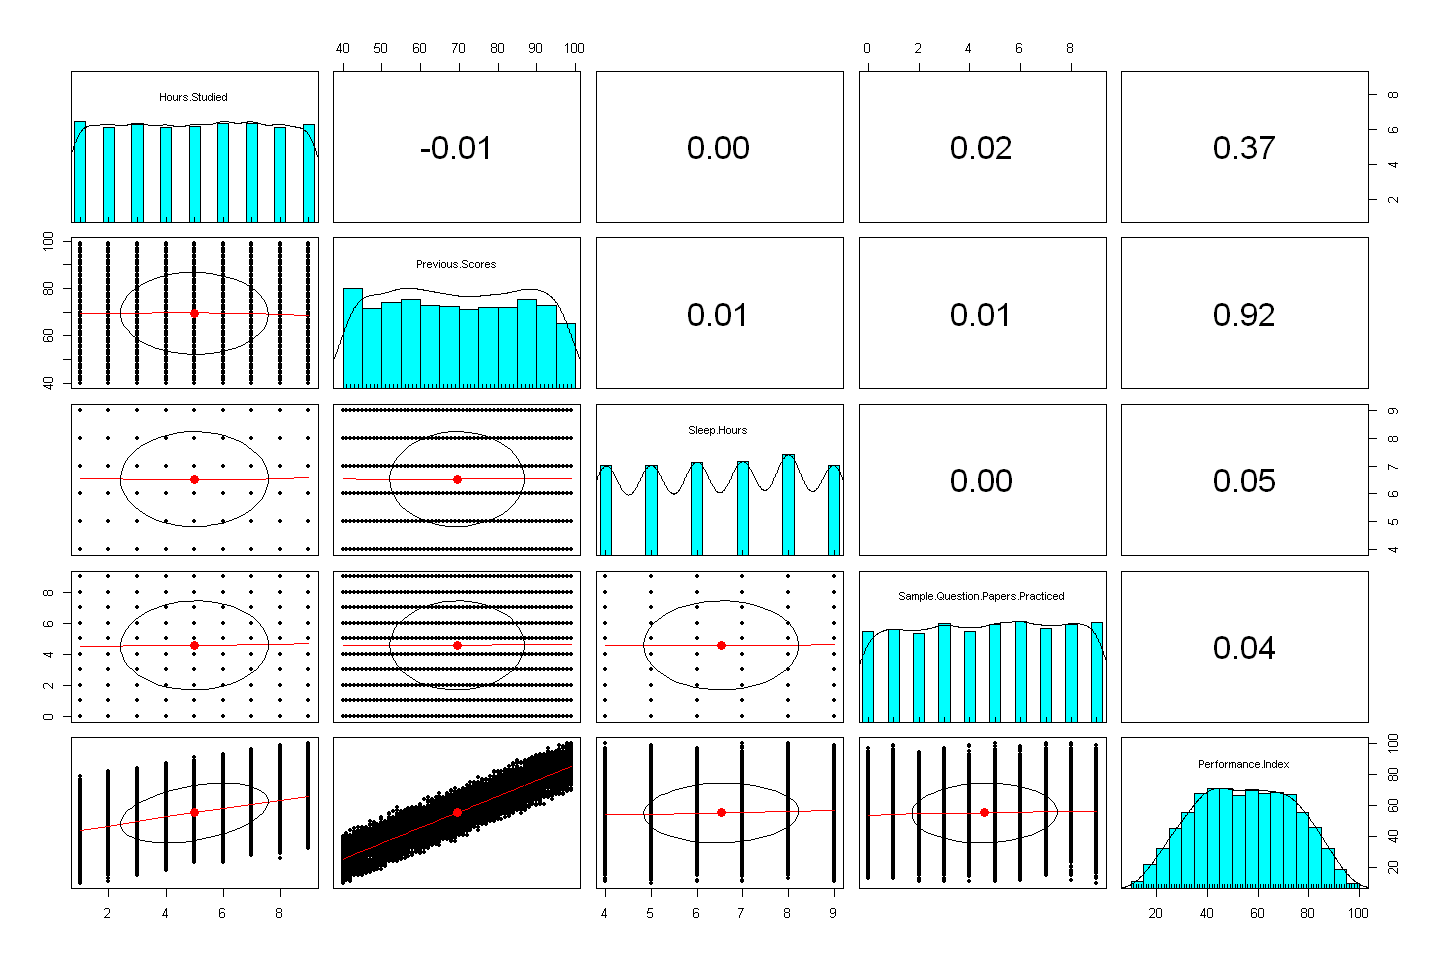 40 50 60 70 80 90 100
0 2 4 6 8
Hours.Studied
-0.01
0.00
0.02
0.37
2 4 6 8
40 60 80 100
Previous.Scores
0.01
0.01
0.92
Sleep.Hours
0.00
0.05
4 5 6 7 8 9
0 2 4 6 8
Sample.Question.Papers.Practiced
0.04
Performance.Index
20 40 60 80 100
2 4 6 8
4 5 6 7 8 9
20 40 60 80 100